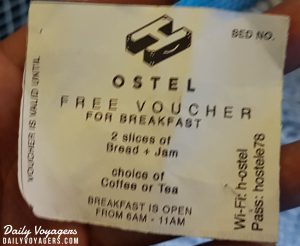 BED NO.
H
OSTEL
FREE VOUCHER
FOR BREAKFAST
2 slices of
Bread + Jam
choice of
Coffee or Tea
BREAKFAST IS OPEN
FROM 6AM - 11AM
VOUCHER IS VALID UNTIL
Wi-Fi: h-ostel
Pass: hostele78
Daily Voyagers
DAILYVOYAGERS.COM